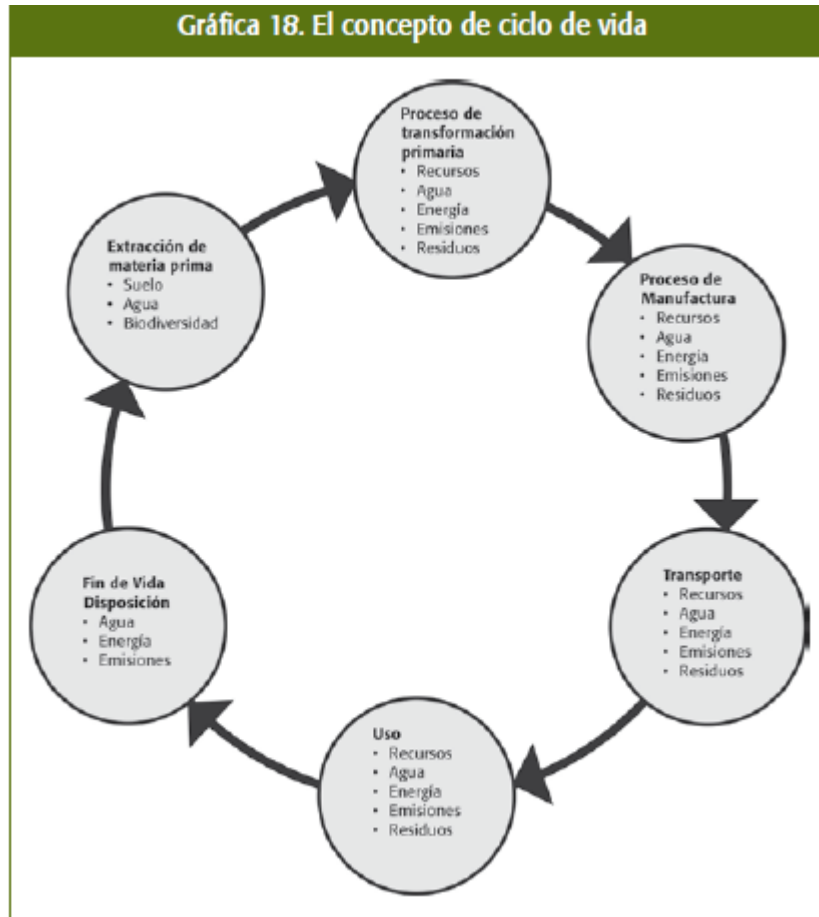 Gráfica 18. El concepto de ciclo de vida
Proceso de
transformación
primaria
• Recursos
• Agua
• Energía
• Emisiones
• Residuos
Extracción de
materia prima
• Suelo
• Agua
• Biodiversidad
Proceso de
Manufactura
• Recursos
• Agua
• Energía
• Emisiones
• Residuos
Transporte
• Recursos
• Agua
• Energía
• Emisiones
• Residuos
Uso
• Recursos
• Agua
• Energía
• Emisiones
• Residuos
Fin de Vida
Disposición
• Agua
• Energía
• Emisiones